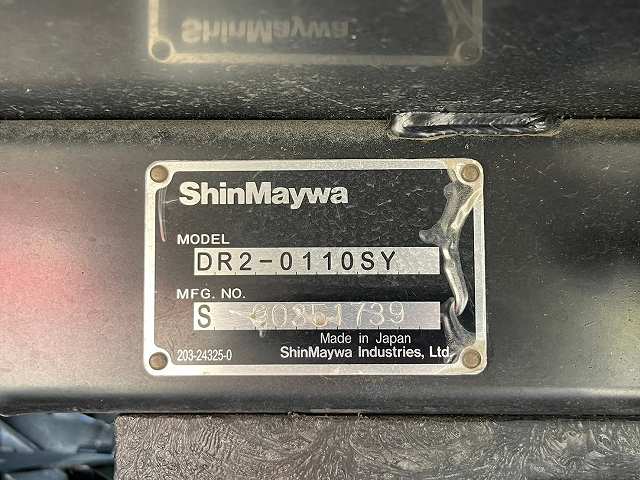 ShinMaywa
MODEL
DR2-0110SY
MFG. NO.
S
Made in Japan
203-24325-0
ShinMaywa Industries, Ltd.